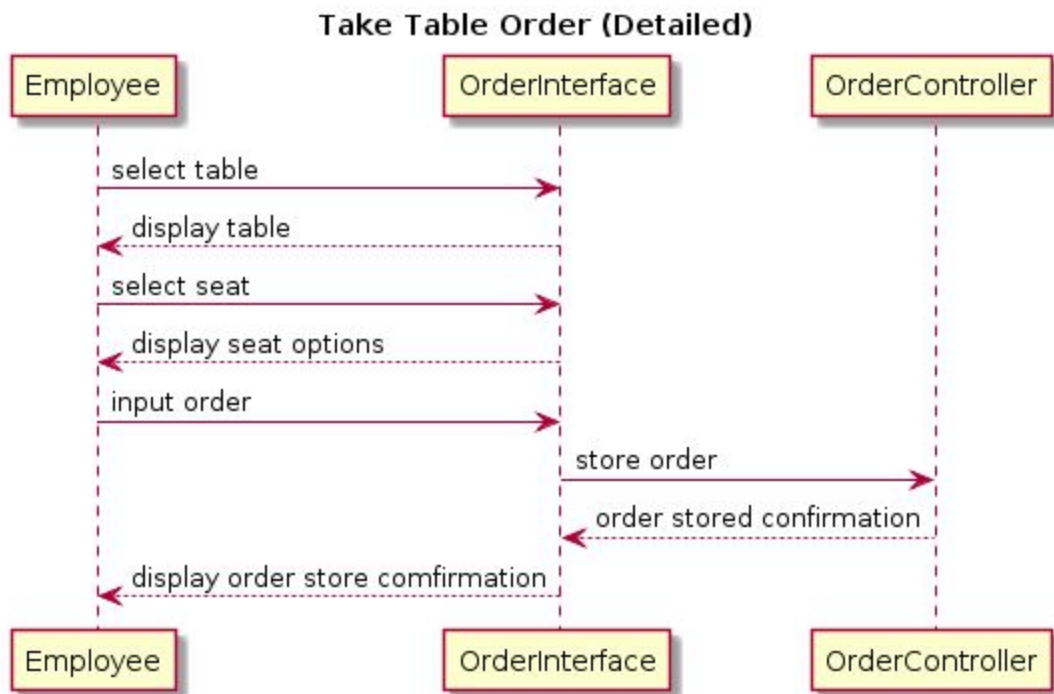 Take Table Order (Detailed)
Employee
OrderInterface
OrderController
select table
display table
select seat
display seat options
input order
store order
order stored confirmation
display order store comfirmation
Employee
OrderInterface
OrderController